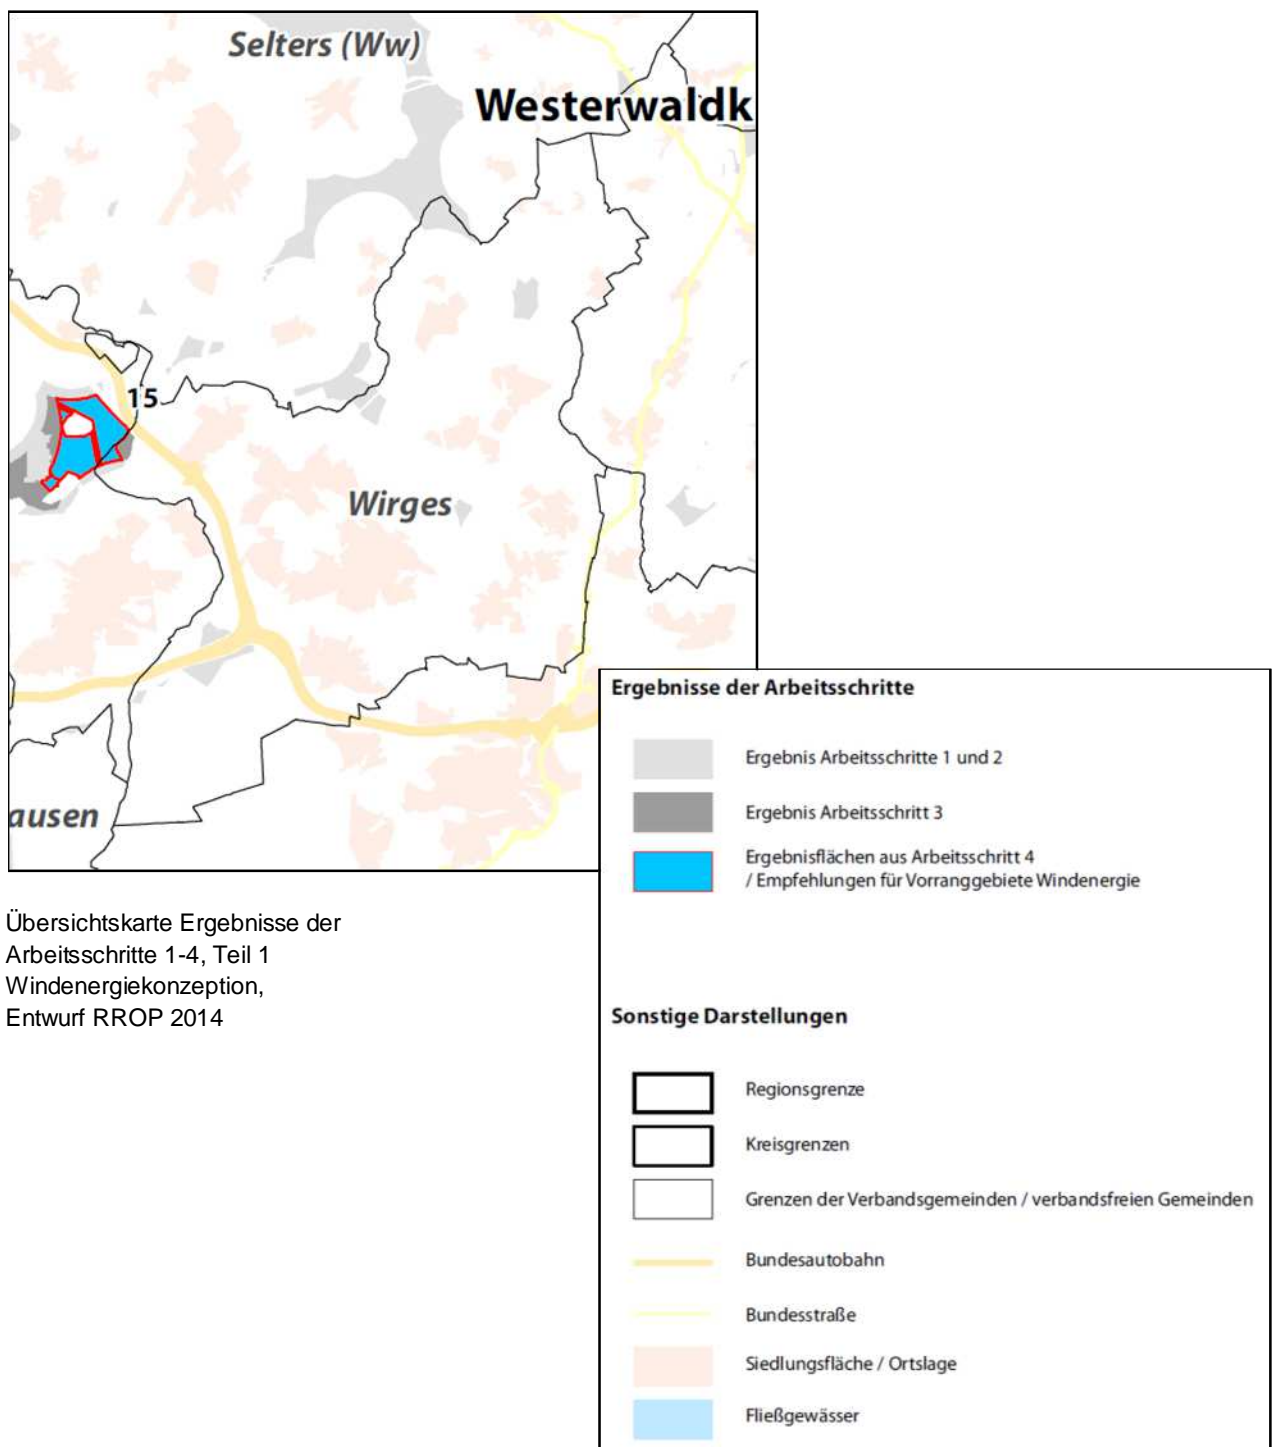 Selters (Ww)
Westerwaldk
15
Wirges
ausen
Ergebnisse der Arbeitsschritte
Ergebnis Arbeitsschritte 1 und 2
Ergebnis Arbeitsschritt 3
Ergebnisflächen aus Arbeitsschritt 4
/ Empfehlungen für Vorranggebiete Windenergie
Übersichtskarte Ergebnisse der
Arbeitsschritte 1-4, Teil 1
Windenergiekonzeption,
Entwurf RROP 2014
Sonstige Darstellungen
Regionsgrenze
Kreisgrenzen
Grenzen der Verbandsgemeinden / verbandsfreien Gemeinden
Bundesautobahn
Bundesstraße
Siedlungsfläche / Ortslage
Fließgewässer